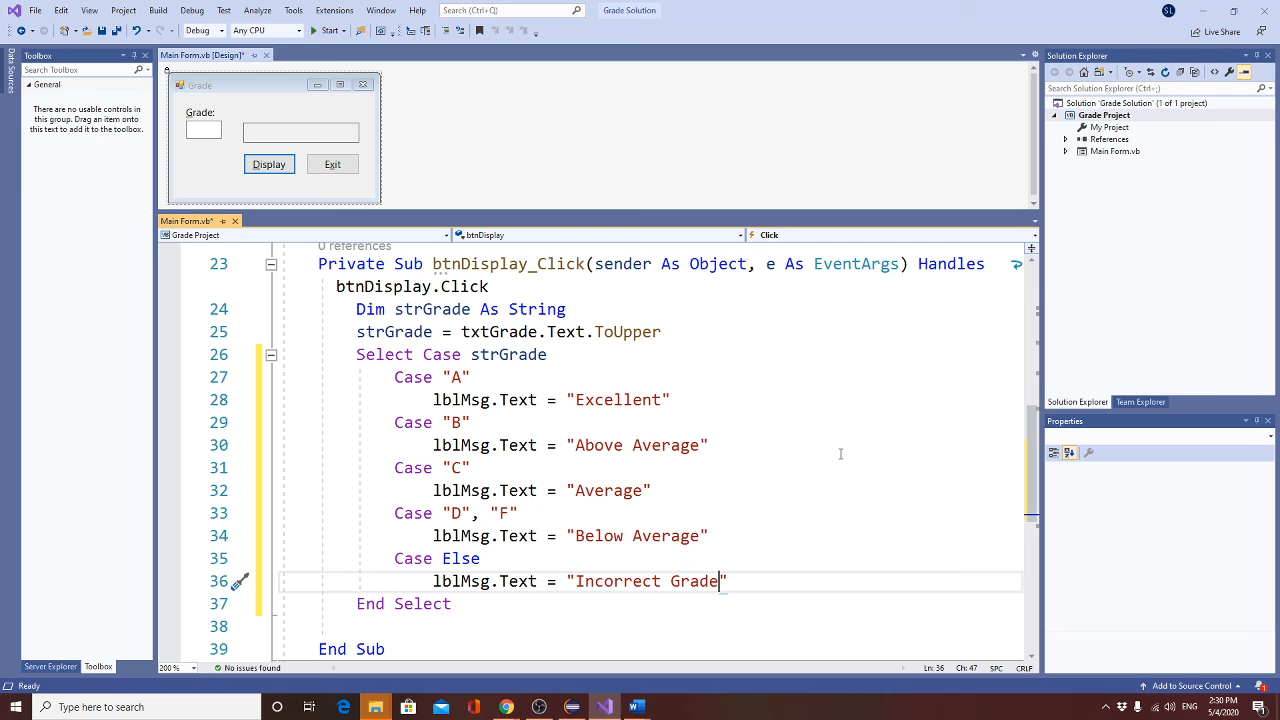 File Edit View Project Build Debug Test Analyze Tools Extensions Window Help Search (Ctrl+Q) Grade Solution SL
Debug Any CPU Start Live Share
Data Sources
Toolbox
Search Toolbox
General
There are no usable controls in
this group. Drag an item onto
this text to add it to the toolbox.
Server Explorer Toolbox
Main Form.vb [Design]*
Grade
Grade:
Display Exit
Main Form.vb*
Grade Project btnDisplay Click
0 references
23 Private Sub btnDisplay_Click(sender As Object, e As EventArgs) Handles
btnDisplay.Click
24 Dim strGrade As String
25 strGrade = txtGrade.Text.ToUpper
26 Select Case strGrade
27 Case "A"
28 lblMsg.Text = "Excellent"
29 Case "B"
30 lblMsg.Text = "Above Average"
31 Case "C"
32 lblMsg.Text = "Average"
33 Case "D", "F"
34 lblMsg.Text = "Below Average"
35 Case Else
36 lblMsg.Text = "Incorrect Grade"
37 End Select
38
39 End Sub
200 % No issues found Ln: 36 Ch: 47 SPC CRLF
Solution Explorer
Search Solution Explorer (Ctrl+;)
Solution 'Grade Solution' (1 of 1 project)
Grade Project
My Project
References
Main Form.vb
Solution Explorer Team Explorer
Properties
Ready Add to Source Control 1
Type here to search
2:30 PM
5/4/2020